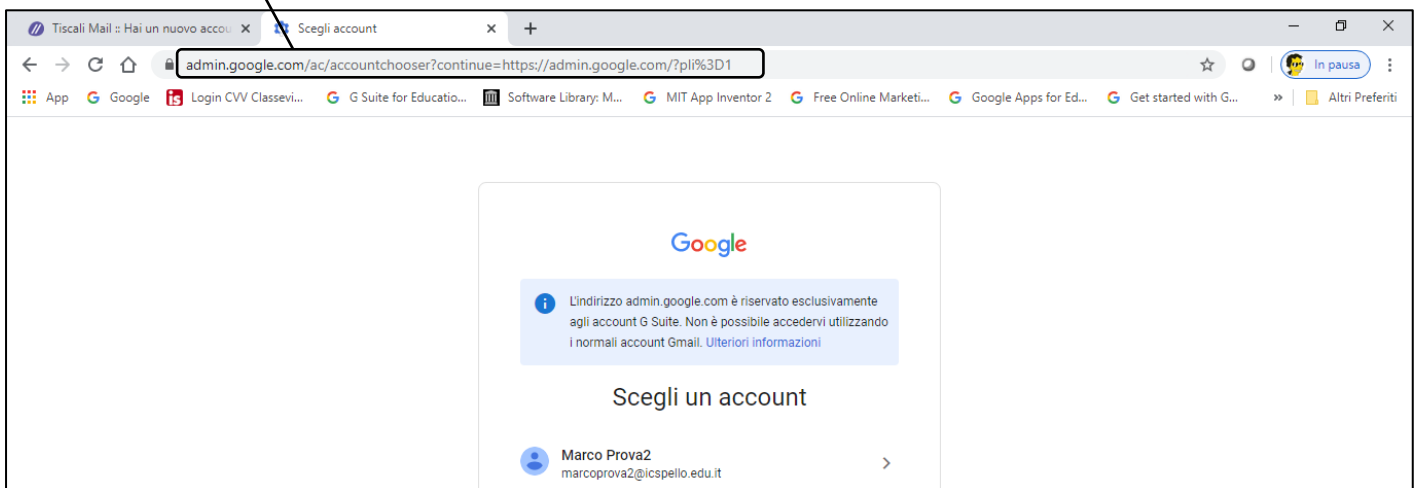 Tiscali Mail :: Hai un nuovo accou
Scegli account
admin.google.com/ac/accountchooser?continue=https://admin.google.com/?pli%3D1
In pausa
App Google Login CVV Classevi... G Suite for Educatio... Software Library: M... MIT App Inventor 2 Free Online Marketi... Google Apps for Ed... Get started with G... » Altri Preferiti
Google
L'indirizzo admin.google.com è riservato esclusivamente
agli account G Suite. Non è possibile accedervi utilizzando
i normali account Gmail. Ulteriori informazioni
Scegli un account
Marco Prova2
marcoprova2@icspello.edu.it